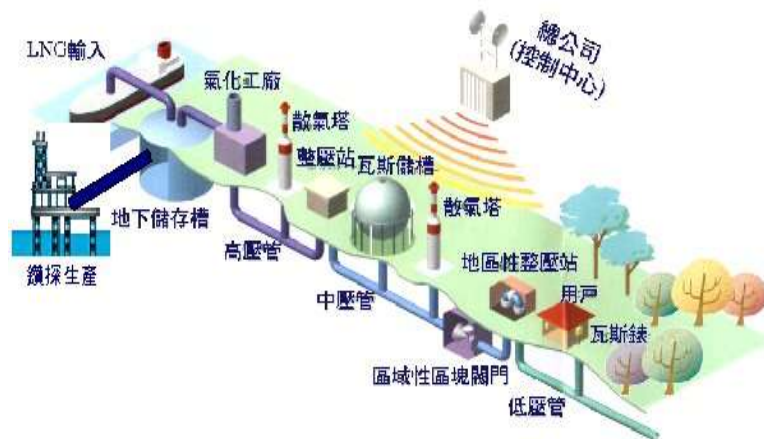 LNG輸入
總公司
(控制中心)
氣化工廠
散氣塔
整壓站
瓦斯儲槽
散氣塔
地下儲存槽
鑽探生產
高壓管
中壓管
地區性整壓站
用戶
瓦斯錶
區域性區塊閥門
低壓管